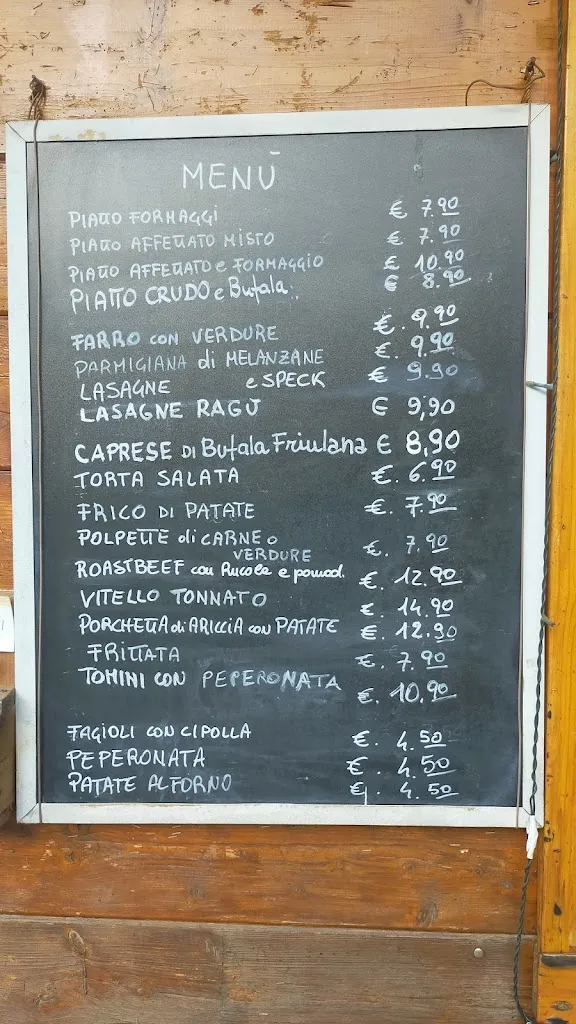 MENÙ
PIATTO FORMAGGI € 7.90
PIATTO AFFETTATO MISTO € 7.90
PIATTO AFFETTATO e FORMAGGIO € 10.90
PIATTO CRUDO e Bufala. € 8.90
FARRO con VERDURE €. 9.90
PARMIGIANA di MELANZANE €. 9.90
LASAGNE e SPECK € 9.90
LASAGNE RAGÙ € 9,90
CAPRESE DI Bufala Friulana € 8,90
TORTA SALATA €. 6.90
FRICO DI PATATE €. 7.90
POLPETTE di CARNE O
VERDURE €. 7.90
ROASTBEEF con Rucola e pomod. €. 12.90
VITELLO TONNATO €. 14.90
PORCHETTA di ARICCIA con PATATE €. 12.90
FRITTATA €. 7.90
TOMINI CON PEPERONATA €. 10,90
FAGIOLI CON CIPOLLA €. 4.50
PEPERONATA €. 4.50
PATATE AL FORNO €. 4.50